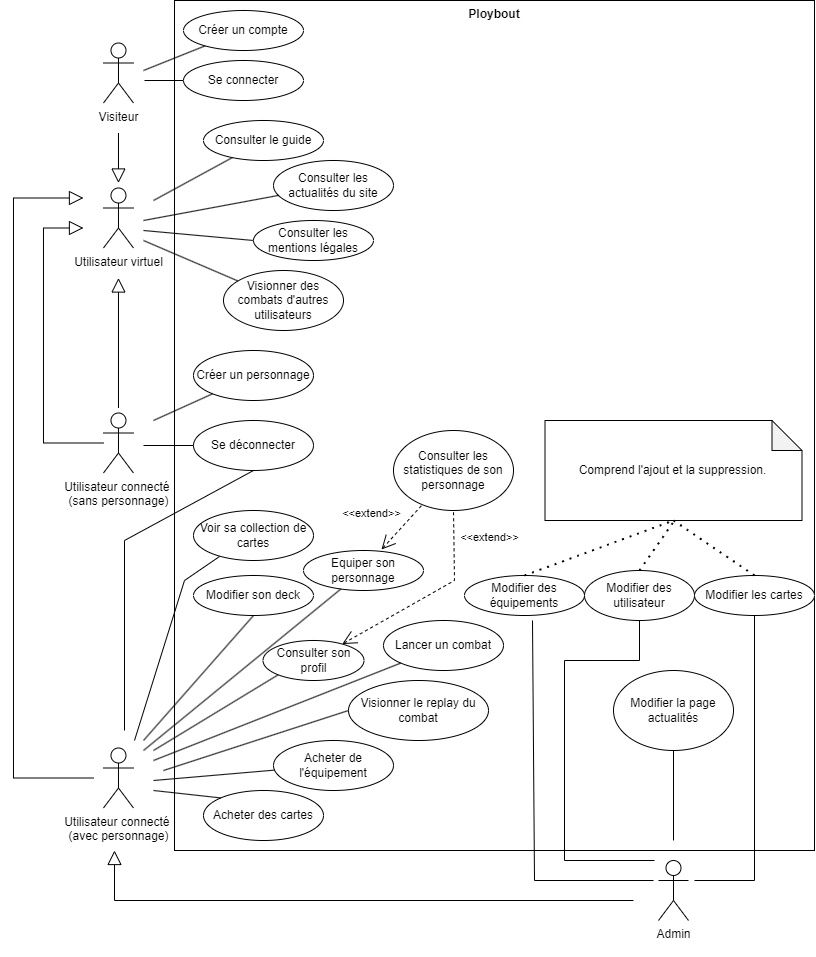 Ploybout
Créer un compte
Se connecter
Visiteur
Consulter le guide
Consulter les
actualités du site
Consulter les
mentions légales
Utilisateur virtuel
Visionner des
combats d'autres
utilisateurs
Créer un personnage
Se déconnecter
Utilisateur connecté
(sans personnage)
Consulter les
statistiques de son
personnage
Comprend l'ajout et la suppression.
<<extend>>
<<extend>>
Voir sa collection de
cartes
Equiper son
personnage
Modifier son deck
Modifier des
équipements
Modifier des
utilisateur
Modifier les cartes
Consulter son
profil
Lancer un combat
Visionner le replay du
combat
Modifier la page
actualités
Acheter de
l'équipement
Acheter des cartes
Utilisateur connecté
(avec personnage)
Admin